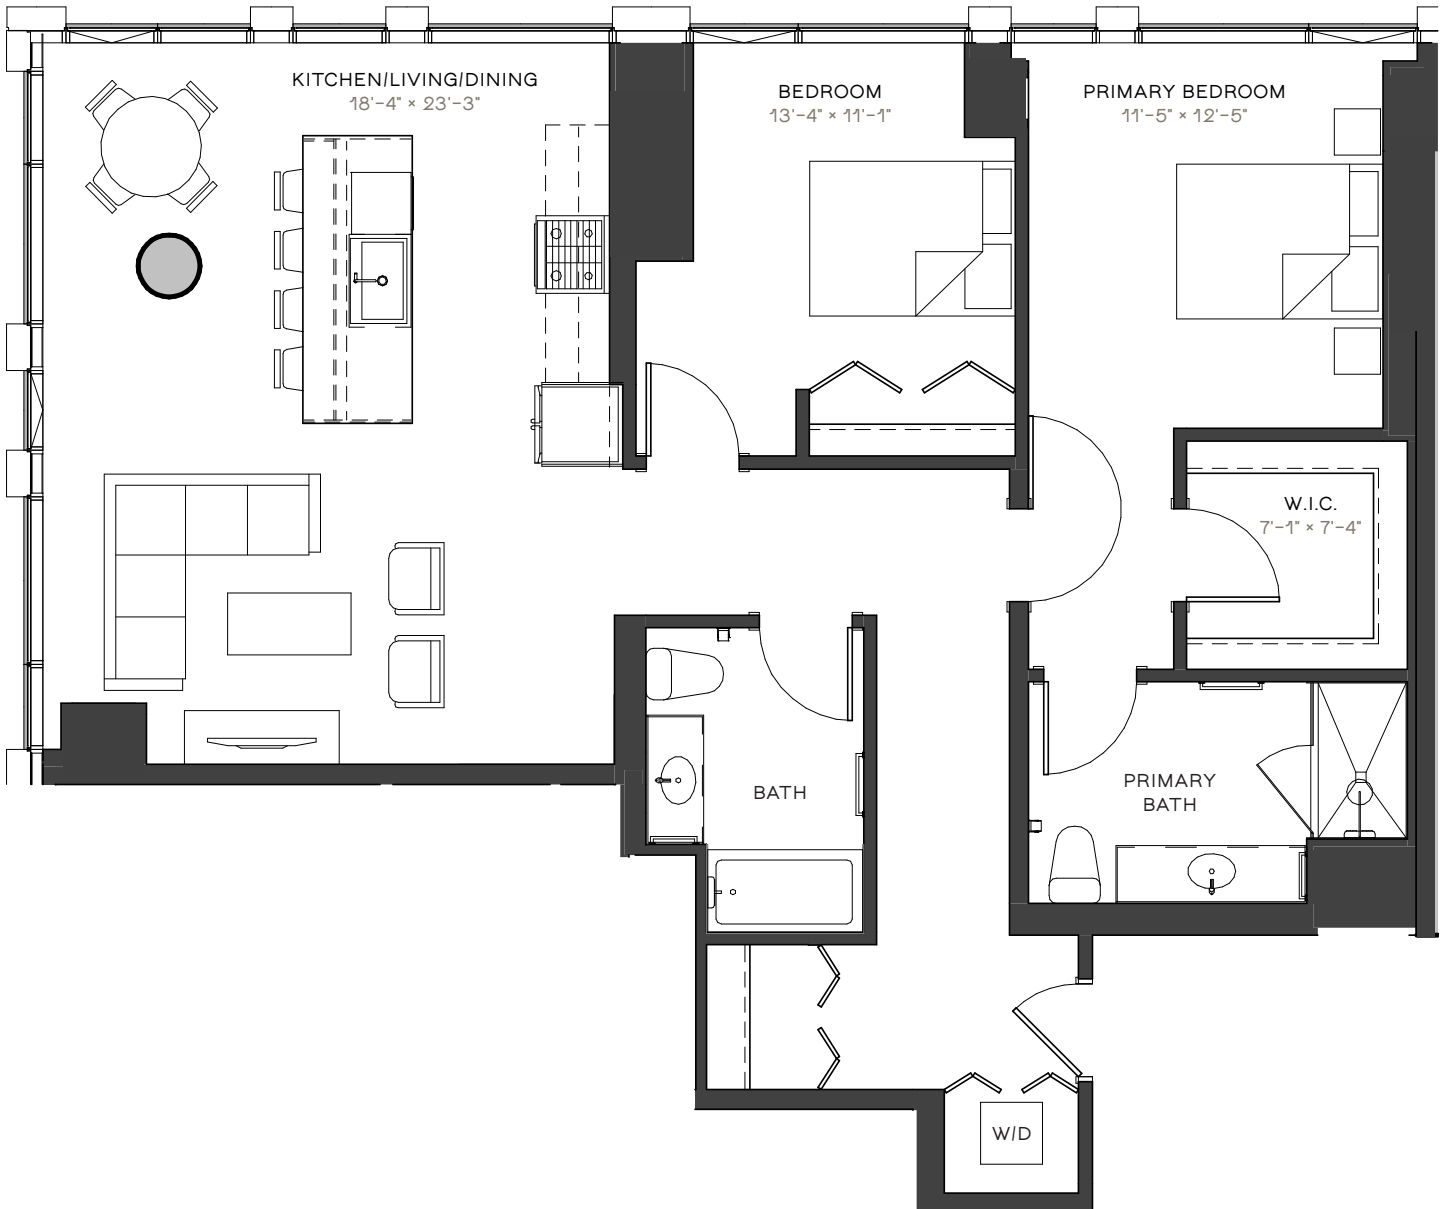 KITCHEN/LIVING/DINING
18'-4" × 23'-3"
BEDROOM
13'-4" × 11'-1"
PRIMARY BEDROOM
11'-5" × 12'-5"
W.I.C.
7'-1" × 7'-4"
BATH
PRIMARY
BATH
W/D